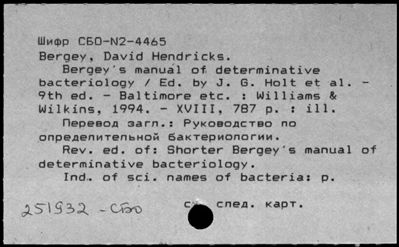 Шифр СБО-N2-4465
Bergey, David Hendricks.
Bergey's manual of determinative
bacteriology / Ed. by J. G. Holt et al. -
9th ed. - Baltimore etc. : Williams &
Wilkins, 1994. - XVIII, 787 p. : ill.
Перевод загл.: Руководство по
определительной бактериологии.
Rev. ed. of: Shorter Bergey's manual of
determinative bacteriology.
Ind. of sci. names of bacteria: p.
с. след. карт.
251932 - СБО